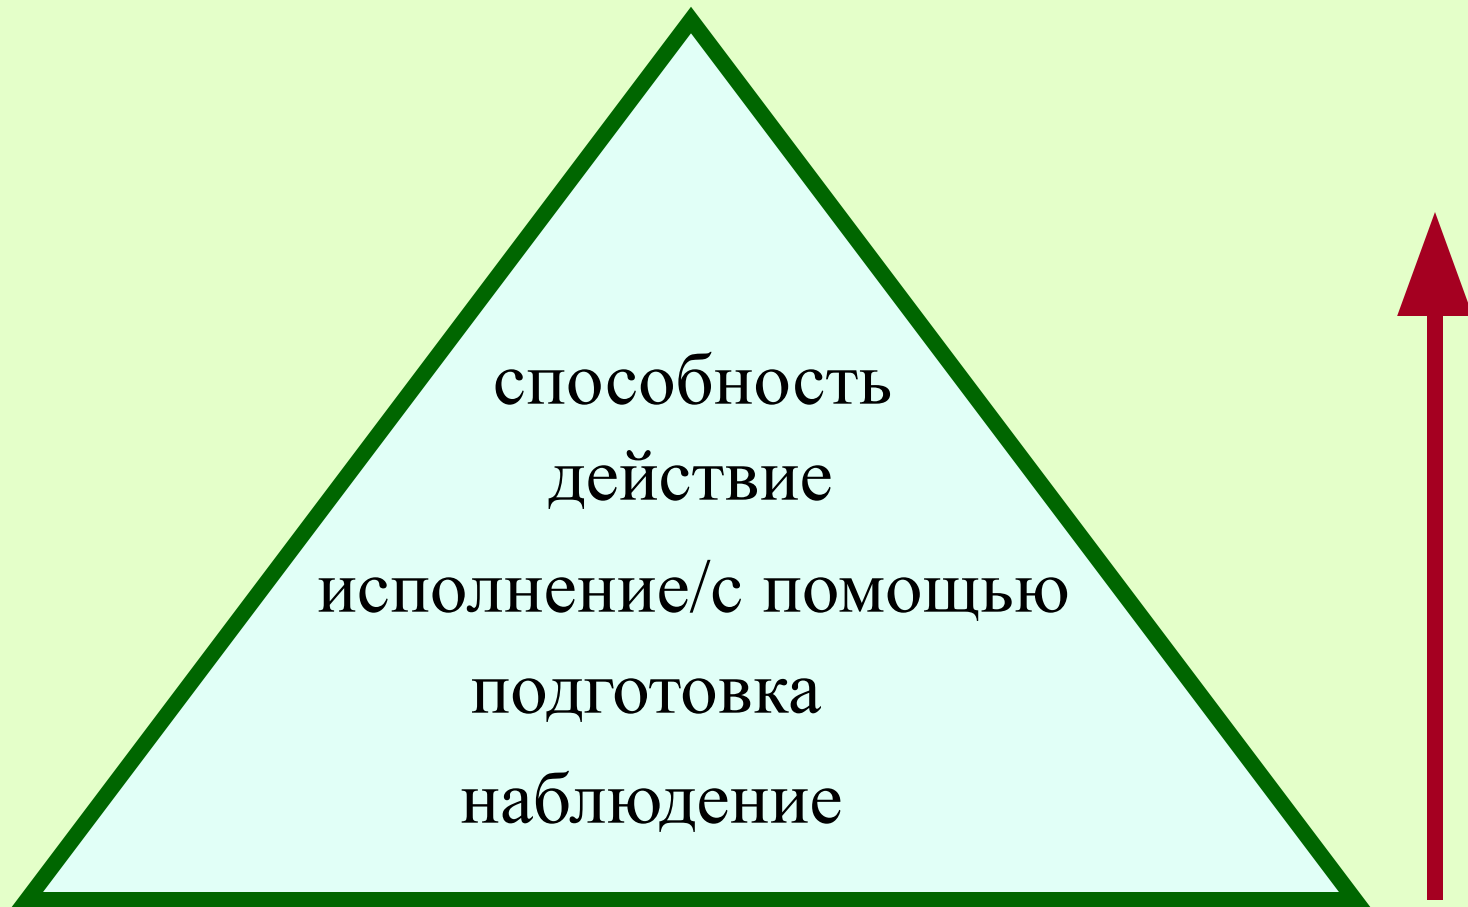 способность
действие
исполнение/с помощью
подготовка
наблюдение